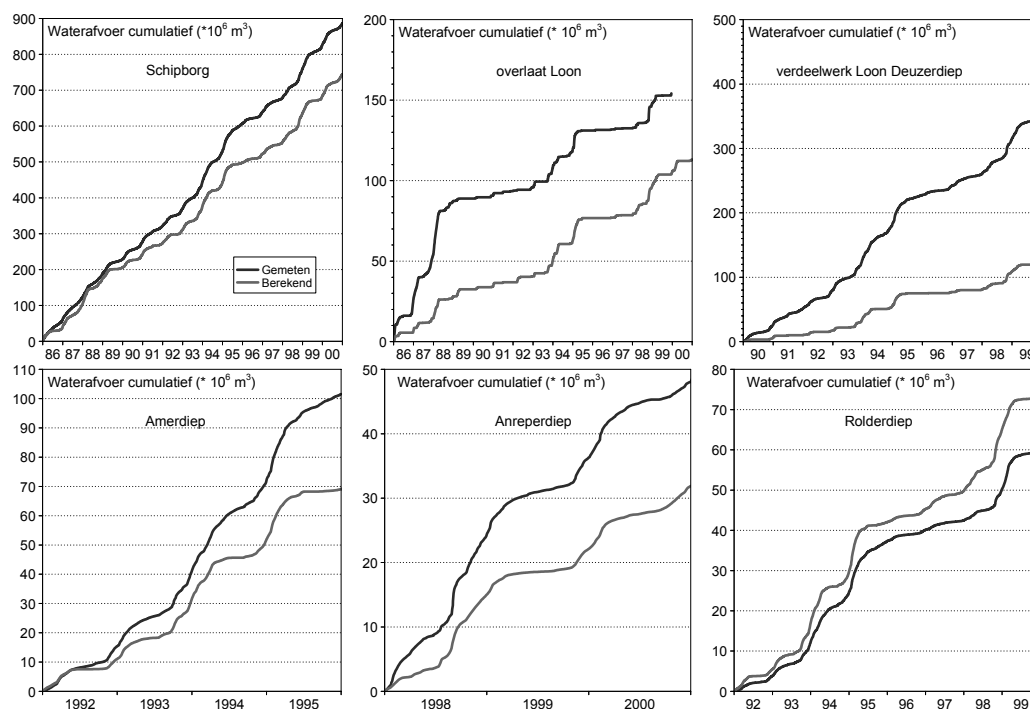 Waterafvoer cumulatief (*10⁶ m³)
Schipborg
900
800
700
600
500
400
300
200
100
0
Gemeten
Berekend
86 87 88 89 90 91 92 93 94 95 96 97 98 99 00
Waterafvoer cumulatief (* 10⁶ m³)
overlaat Loon
200
150
100
50
0
86 87 88 89 90 91 92 93 94 95 96 97 98 99 00
Waterafvoer cumulatief (* 10⁶ m³)
verdeelwerk Loon Deuzerdiep
500
400
300
200
100
0
90 91 92 93 94 95 96 97 98 99
Waterafvoer cumulatief (* 10⁶ m³)
Amerdiep
110
100
90
80
70
60
50
40
30
20
10
0
1992 1993 1994 1995
Waterafvoer cumulatief (* 10⁶ m³)
Anreperdiep
50
40
30
20
10
0
1998 1999 2000
Waterafvoer cumulatief (* 10⁶ m³)
Rolderdiep
80
70
60
50
40
30
20
10
0
92 93 94 95 96 97 98 99